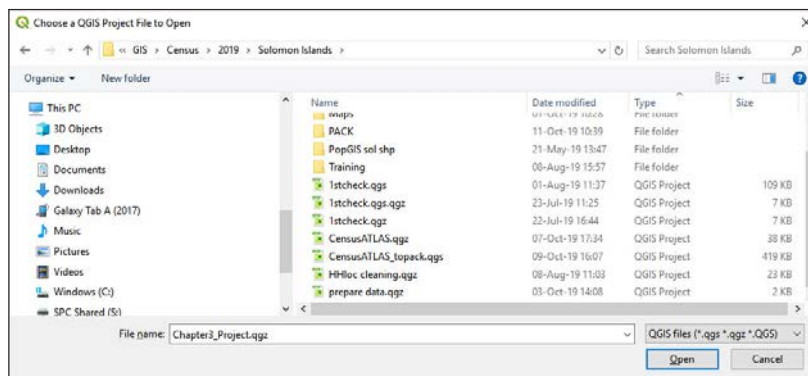 Choose a QGIS Project File to Open
« GIS > Census > 2019 > Solomon Islands >
Search Solomon Islands
Organize
New folder
This PC
3D Objects
Desktop
Documents
Downloads
Galaxy Tab A (2017)
Music
Pictures
Videos
Windows (C:)
SPC Shared (S:)
Name Date modified Type Size
Maps 01-Oct-19 10:28 File folder
PACK 11-Oct-19 10:39 File folder
PopGIS sol shp 21-May-19 13:47 File folder
Training 08-Aug-19 15:57 File folder
1stcheck.qgs 01-Aug-19 11:37 QGIS Project 109 KB
1stcheck.qgs.qgz 23-Jul-19 11:25 QGIS Project 7 KB
1stcheck.qgz 22-Jul-19 16:44 QGIS Project 7 KB
CensusATLAS.qgz 07-Oct-19 17:34 QGIS Project 38 KB
CensusATLAS_topack.qgs 09-Oct-19 16:07 QGIS Project 419 KB
HHloc cleaning.qgz 08-Aug-19 11:03 QGIS Project 23 KB
prepare data.qgz 03-Oct-19 14:08 QGIS Project 2 KB
File name: Chapter3_Project.qgz
QGIS files (*.qgs *.qgz *.QGS)
Open Cancel